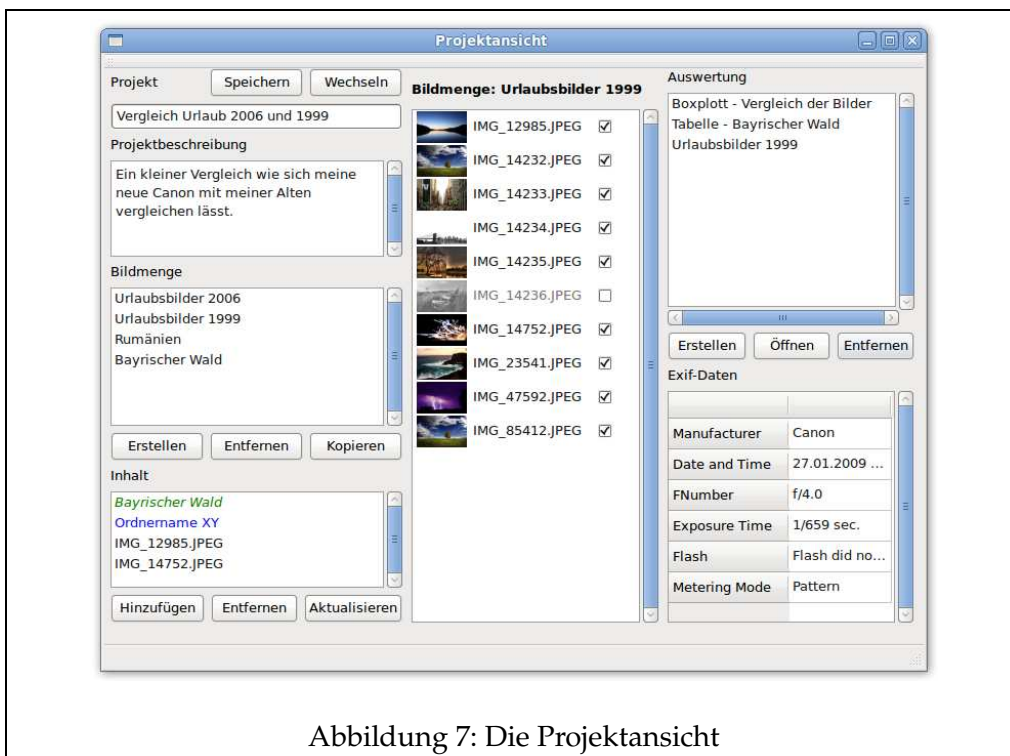 Projektansicht
Projekt
Speichern
Wechseln
Vergleich Urlaub 2006 und 1999
Projektbeschreibung
Ein kleiner Vergleich wie sich meine
neue Canon mit meiner Alten
vergleichen lässt.
Bildmenge
Urlaubsbilder 2006
Urlaubsbilder 1999
Rumänien
Bayrischer Wald
Erstellen
Entfernen
Kopieren
Inhalt
Bayrischer Wald
Ordnername XY
IMG_12985.JPEG
IMG_14752.JPEG
Hinzufügen
Entfernen
Aktualisieren
Bildmenge: Urlaubsbilder 1999
IMG_12985.JPEG
IMG_14232.JPEG
IMG_14233.JPEG
IMG_14234.JPEG
IMG_14235.JPEG
IMG_14236.JPEG
IMG_14752.JPEG
IMG_23541.JPEG
IMG_47592.JPEG
IMG_85412.JPEG
Auswertung
Boxplott - Vergleich der Bilder
Tabelle - Bayrischer Wald
Urlaubsbilder 1999
Erstellen
Öffnen
Entfernen
Exif-Daten
Manufacturer Canon
Date and Time 27.01.2009 ...
FNumber f/4.0
Exposure Time 1/659 sec.
Flash Flash did no...
Metering Mode Pattern
Abbildung 7: Die Projektansicht